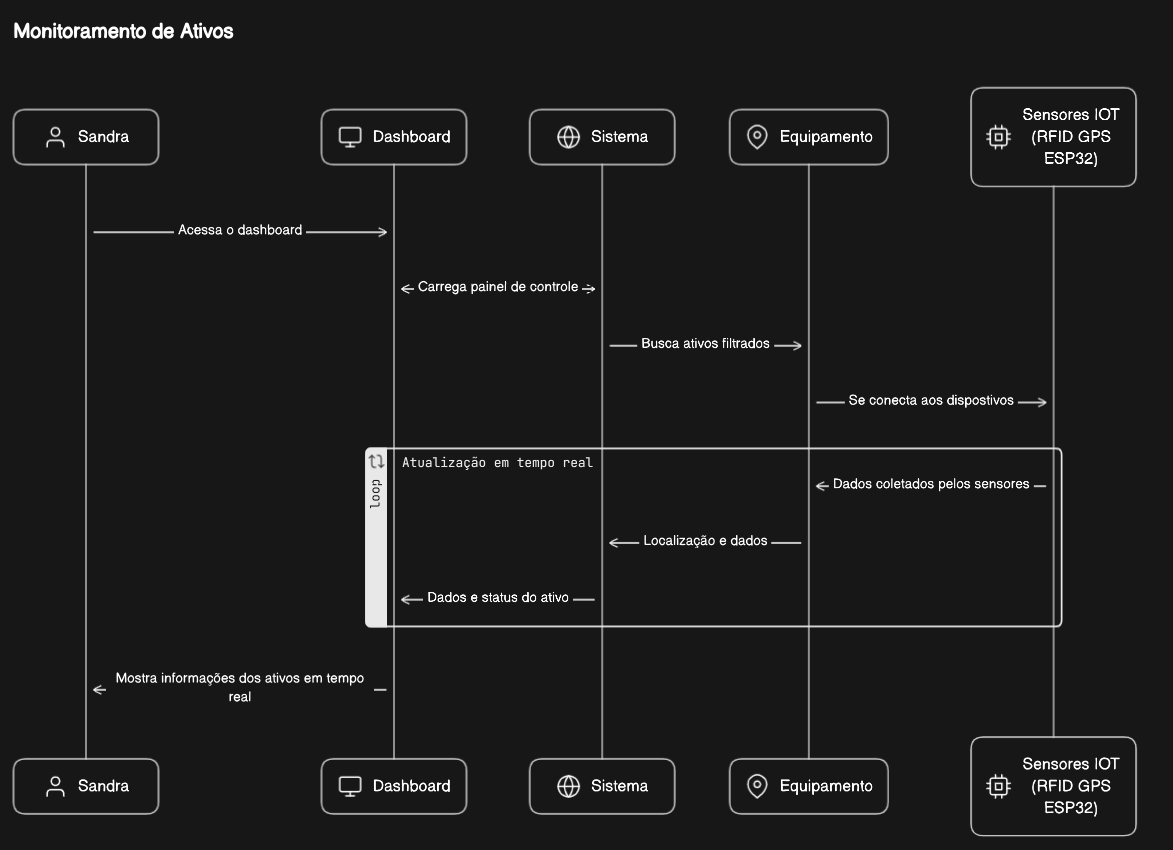 Monitoramento de Ativos
Sandra
Dashboard
Sistema
Equipamento
Sensores IOT
(RFID GPS
ESP32)
Acessa o dashboard
Carrega painel de controle
Busca ativos filtrados
Se conecta aos dispostivos
loop
Atualização em tempo real
Dados coletados pelos sensores
Localização e dados
Dados e status do ativo
Mostra informações dos ativos em tempo
real
Sandra
Dashboard
Sistema
Equipamento
Sensores IOT
(RFID GPS
ESP32)